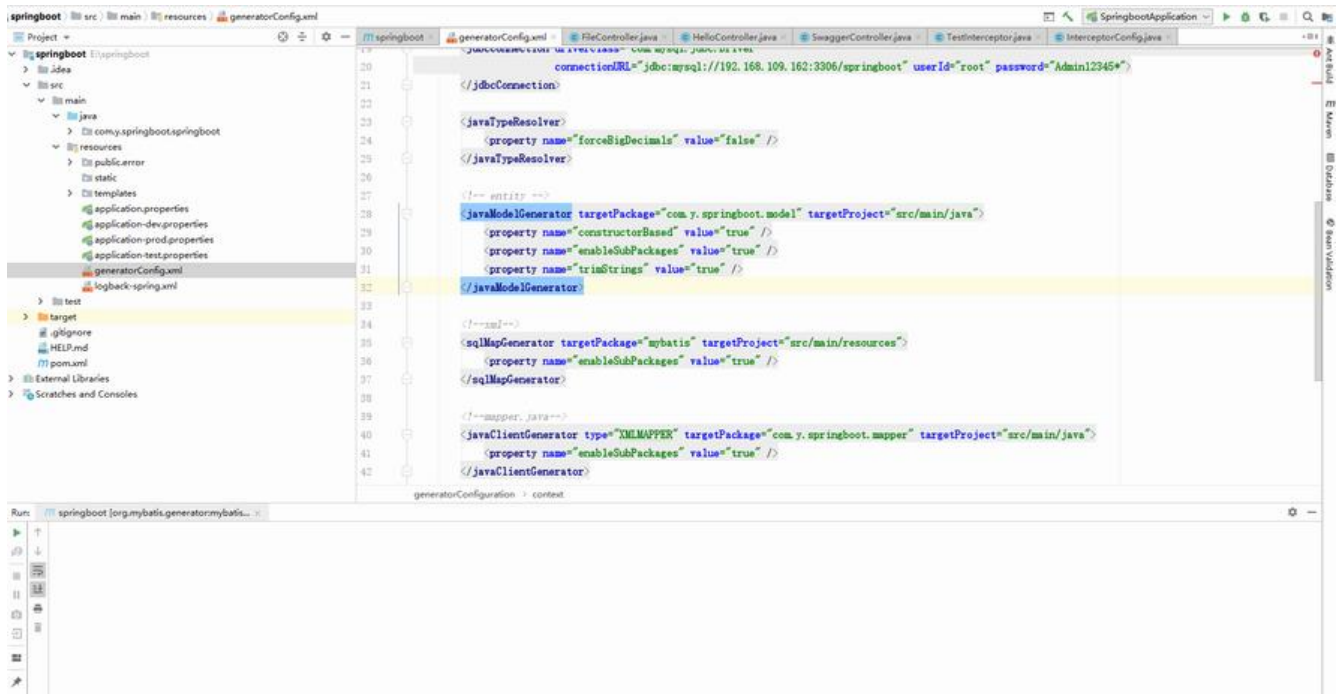 springboot src main resources generatorConfig.xml
SpringbootApplication
Project
springboot generatorConfig.xml FileController.java HelloController.java SwaggerController.java TestInterceptor.java InterceptorConfig.java
springboot E:\springboot
.idea
src
main
java
com.y.springboot.springboot
resources
public.error
static
templates
application.properties
application-dev.properties
application-prod.properties
application-test.properties
generatorConfig.xml
logback-spring.xml
test
target
.gitignore
HELP.md
pom.xml
External Libraries
Scratches and Consoles
19 <jdbcConnection driverClass="com.mysql.jdbc.Driver"
20 connectionURL="jdbc:mysql://192.168.109.162:3306/springboot" userId="root" password="Admin12345*">
21 </jdbcConnection>
22
23 <javaTypeResolver>
24 <property name="forceBigDecimals" value="false" />
25 </javaTypeResolver>
26
27 <!-- entity -->
28 <javaModelGenerator targetPackage="com.y.springboot.model" targetProject="src/main/java">
29 <property name="constructorBased" value="true" />
30 <property name="enableSubPackages" value="true" />
31 <property name="trimStrings" value="true" />
32 </javaModelGenerator>
33
34 <!--xml-->
35 <sqlMapGenerator targetPackage="mybatis" targetProject="src/main/resources">
36 <property name="enableSubPackages" value="true" />
37 </sqlMapGenerator>
38
39 <!--mapper.java-->
40 <javaClientGenerator type="XMLMAPPER" targetPackage="com.y.springboot.mapper" targetProject="src/main/java">
41 <property name="enableSubPackages" value="true" />
42 </javaClientGenerator>
generatorConfiguration › context
Ant Build
Maven
Database
Bean Validation
Run: springboot [org.mybatis.generator:mybatis...